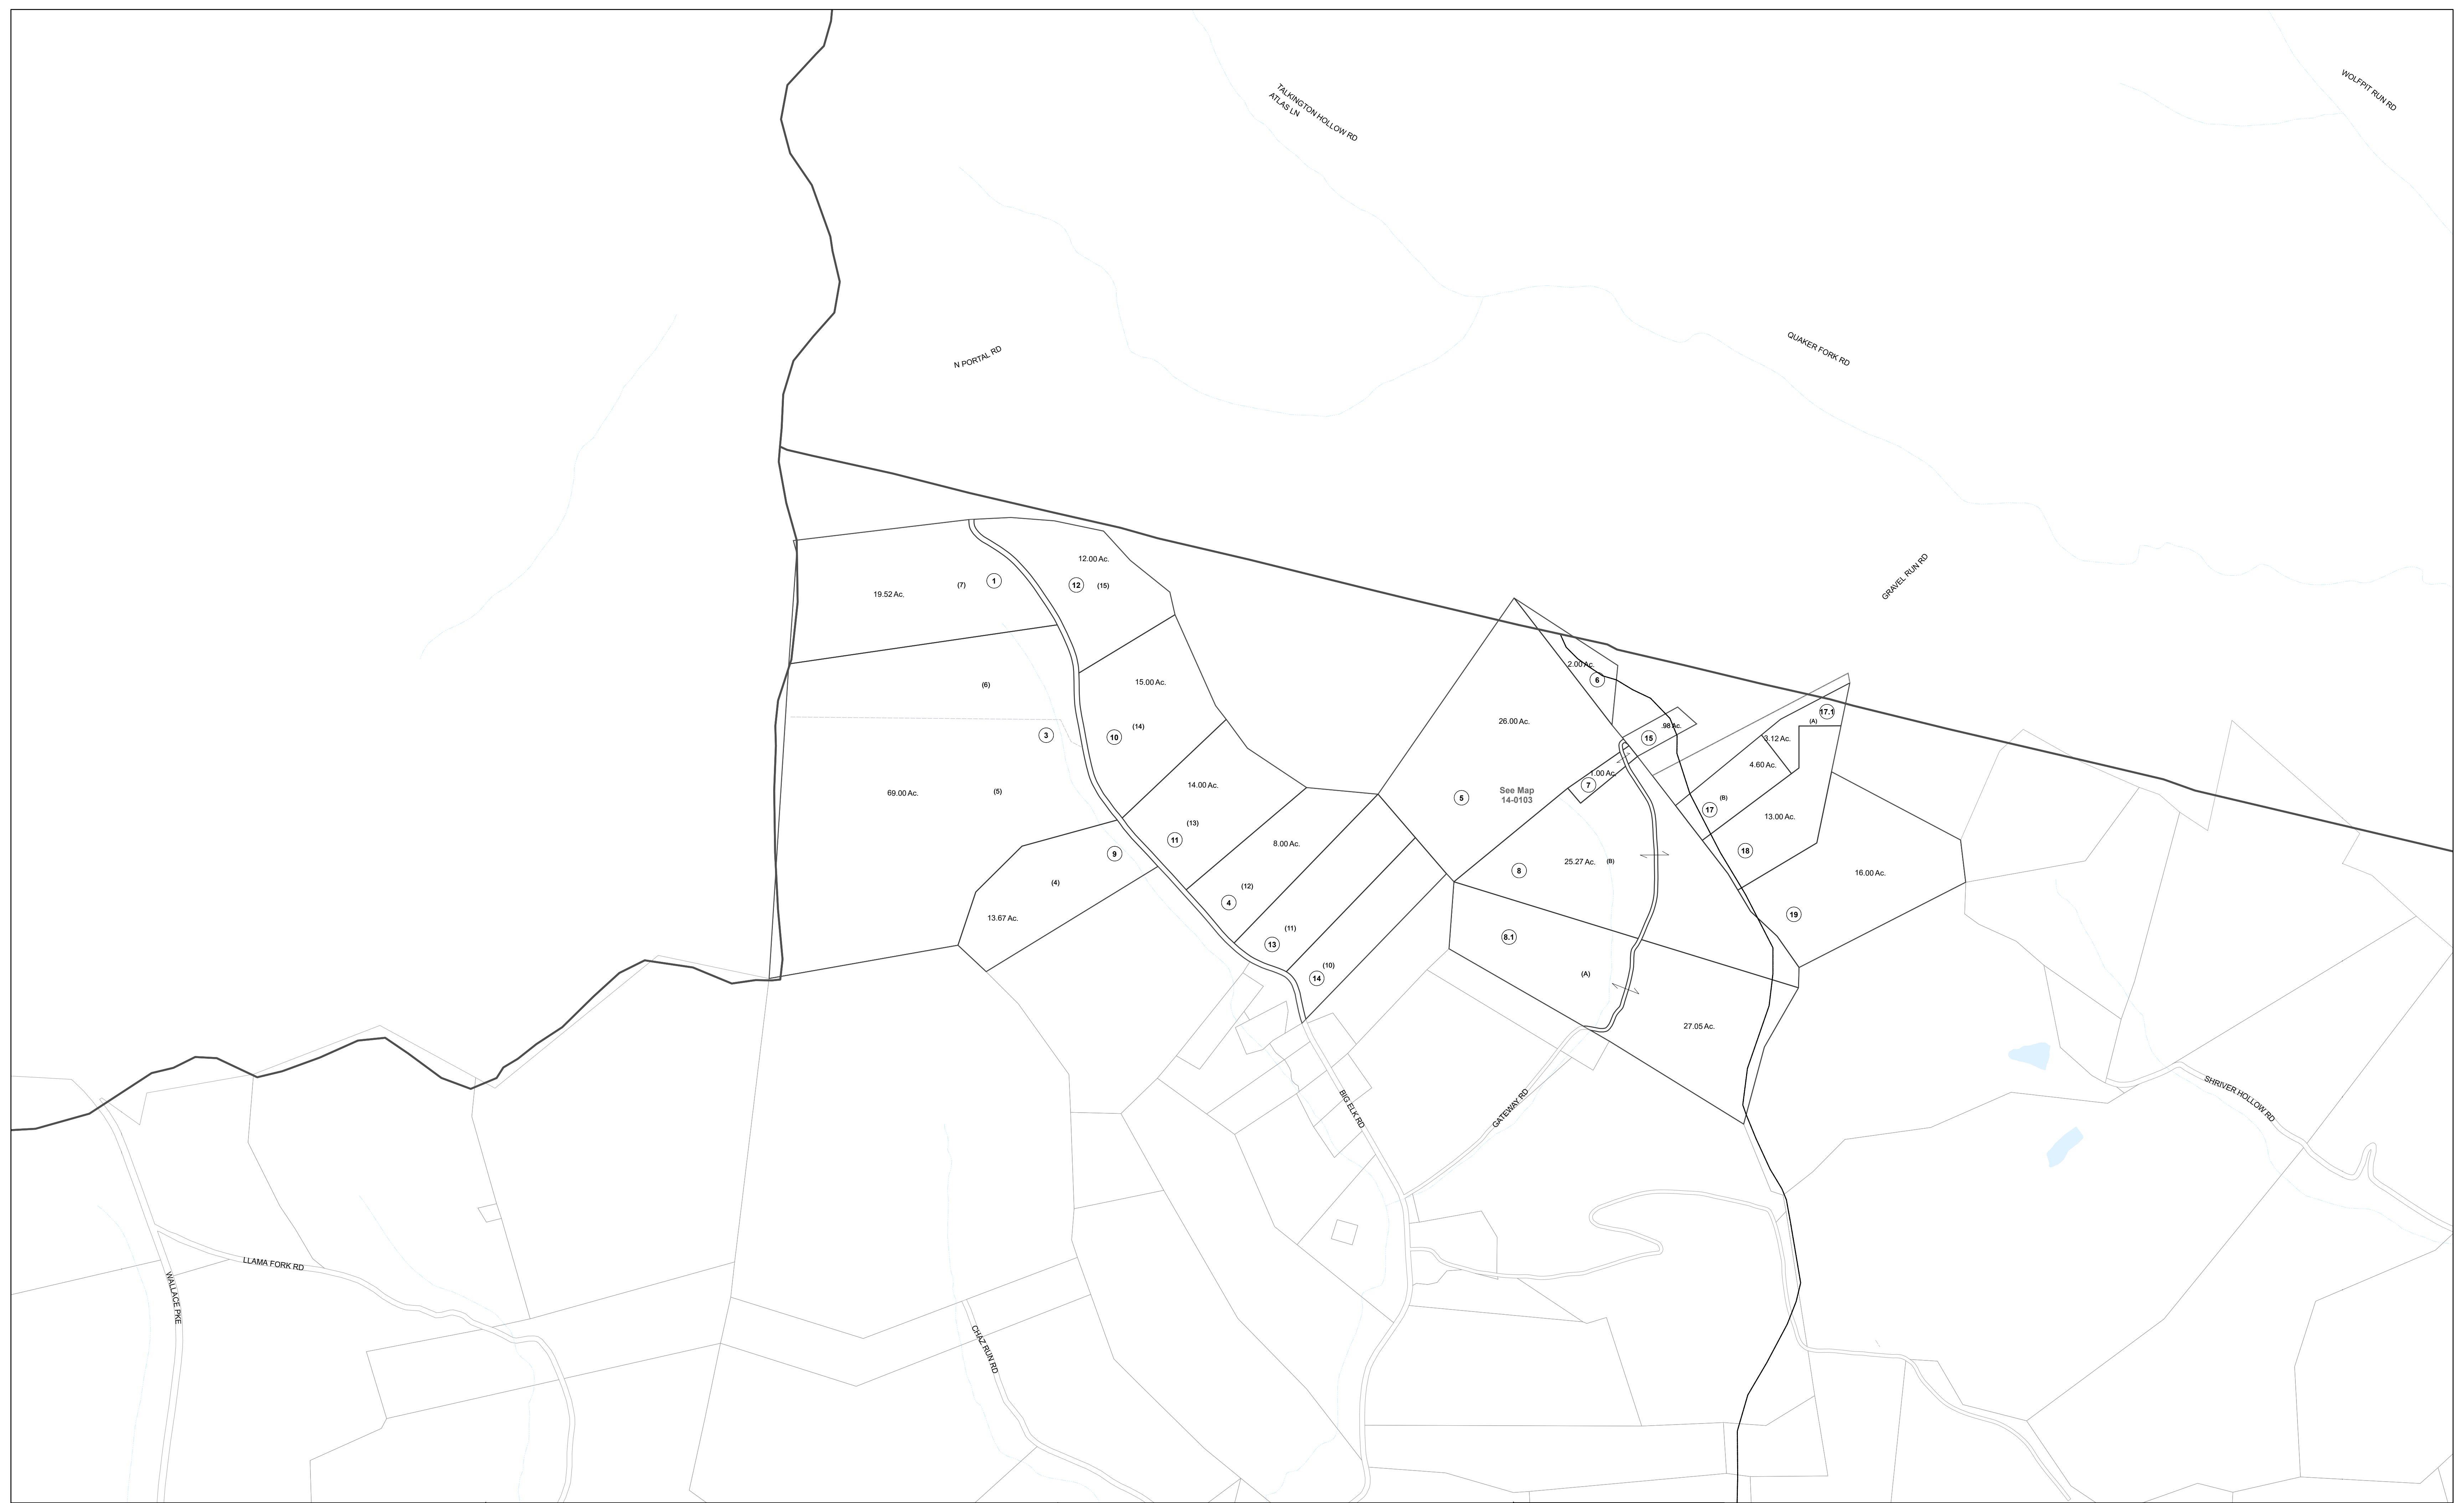 WOLFPIT RUN RD
TALKINGTON HOLLOW RD
ATLAS LN
N PORTAL RD
QUAKER FORK RD
GRAVEL RUN RD
12.00 Ac.
12
(15)
1
(7)
19.52 Ac.
2.00 Ac.
6
(6)
15.00 Ac.
(14)
10
3
26.00 Ac.
.98 Ac.
15
17.1
(A)
3.12 Ac.
4.60 Ac.
1.00 Ac.
7
14.00 Ac.
69.00 Ac.
(5)
5
See Map
14-0103
(B)
17
13.00 Ac.
(13)
11
8.00 Ac.
9
18
25.27 Ac.
(B)
8
16.00 Ac.
(4)
(12)
4
13.67 Ac.
19
(11)
13
8.1
(10)
14
(A)
27.05 Ac.
SHRIVER HOLLOW RD
BIG ELK RD
GATEWAY RD
LLAMA FORK RD
WALLACE PKE
CHAZ RUN RD